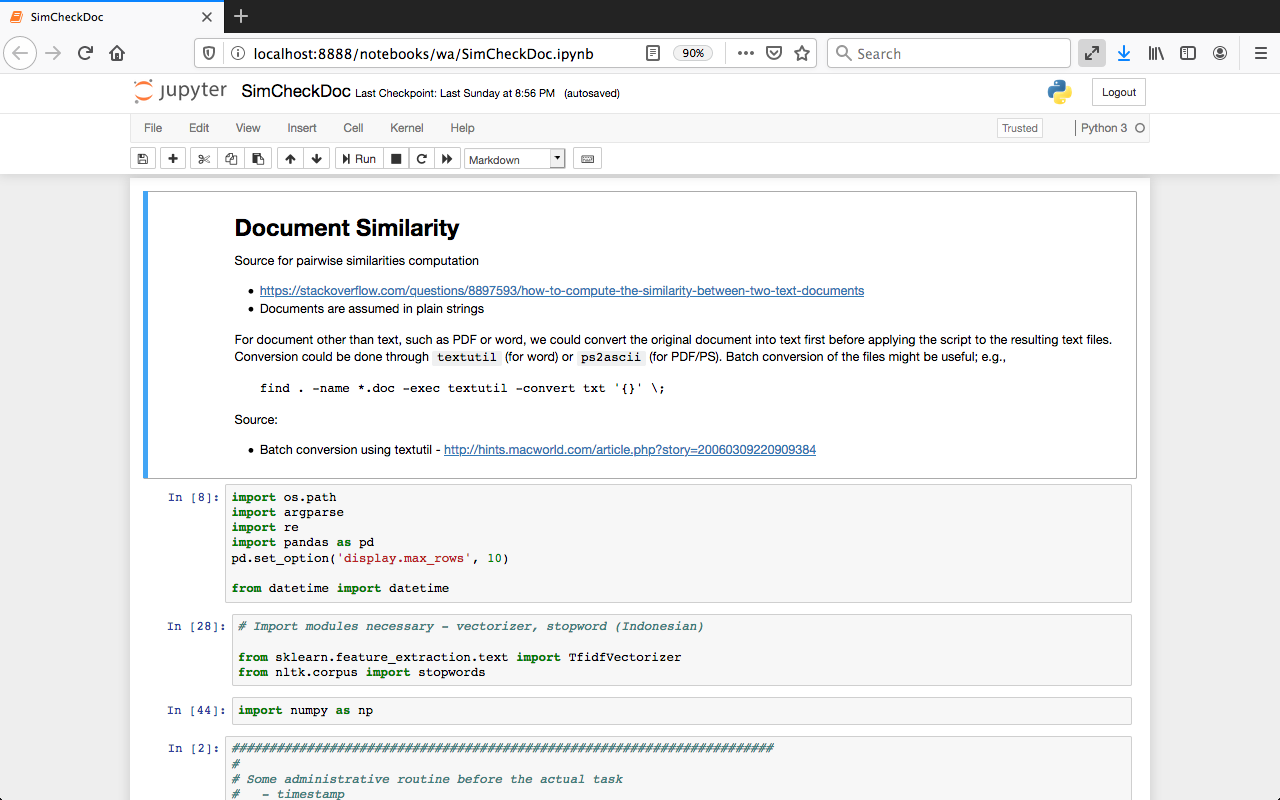 SimCheckDoc
localhost:8888/notebooks/wa/SimCheckDoc.ipynb
90%
Search
jupyter
SimCheckDoc Last Checkpoint: Last Sunday at 8:56 PM (autosaved)
Logout
File Edit View Insert Cell Kernel Help
Trusted
Python 3
Run
Markdown
Document Similarity
Source for pairwise similarities computation
• https://stackoverflow.com/questions/8897593/how-to-compute-the-similarity-between-two-text-documents
• Documents are assumed in plain strings
For document other than text, such as PDF or word, we could convert the original document into text first before applying the script to the resulting text files.
Conversion could be done through textutil (for word) or ps2ascii (for PDF/PS). Batch conversion of the files might be useful; e.g.,
find . -name *.doc -exec textutil -convert txt '{}' \;
Source:
• Batch conversion using textutil - http://hints.macworld.com/article.php?story=20060309220909384
In [8]:
import os.path
import argparse
import re
import pandas as pd
pd.set_option('display.max_rows', 10)
from datetime import datetime
In [28]:
# Import modules necessary - vectorizer, stopword (Indonesian)
from sklearn.feature_extraction.text import TfidfVectorizer
from nltk.corpus import stopwords
In [44]:
import numpy as np
In [2]:
########################################################################
#
# Some administrative routine before the actual task
#   - timestamp